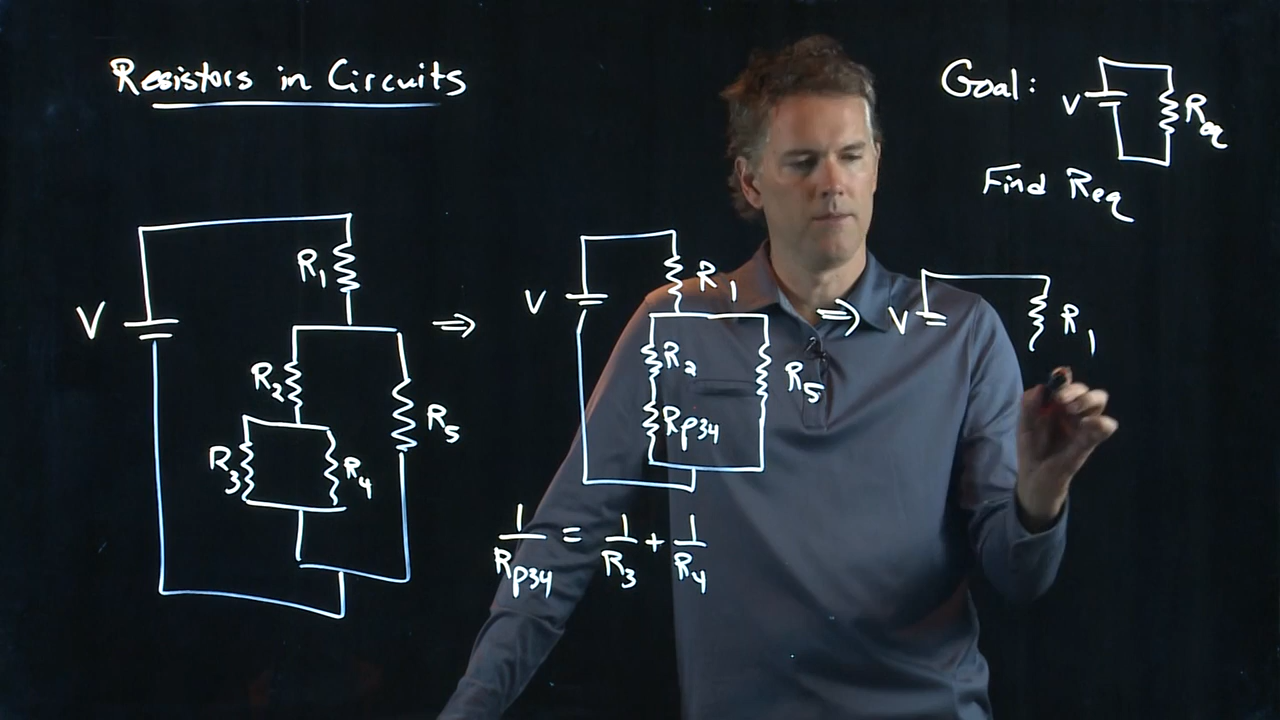 Resistors in Circuits
Goal:
V
Req
Find Req
V
R1
R2
R3
R4
R5
⇒
V
R1
R2
Rp34
R5
⇒
V
R1
1/Rp34 = 1/R3 + 1/R4